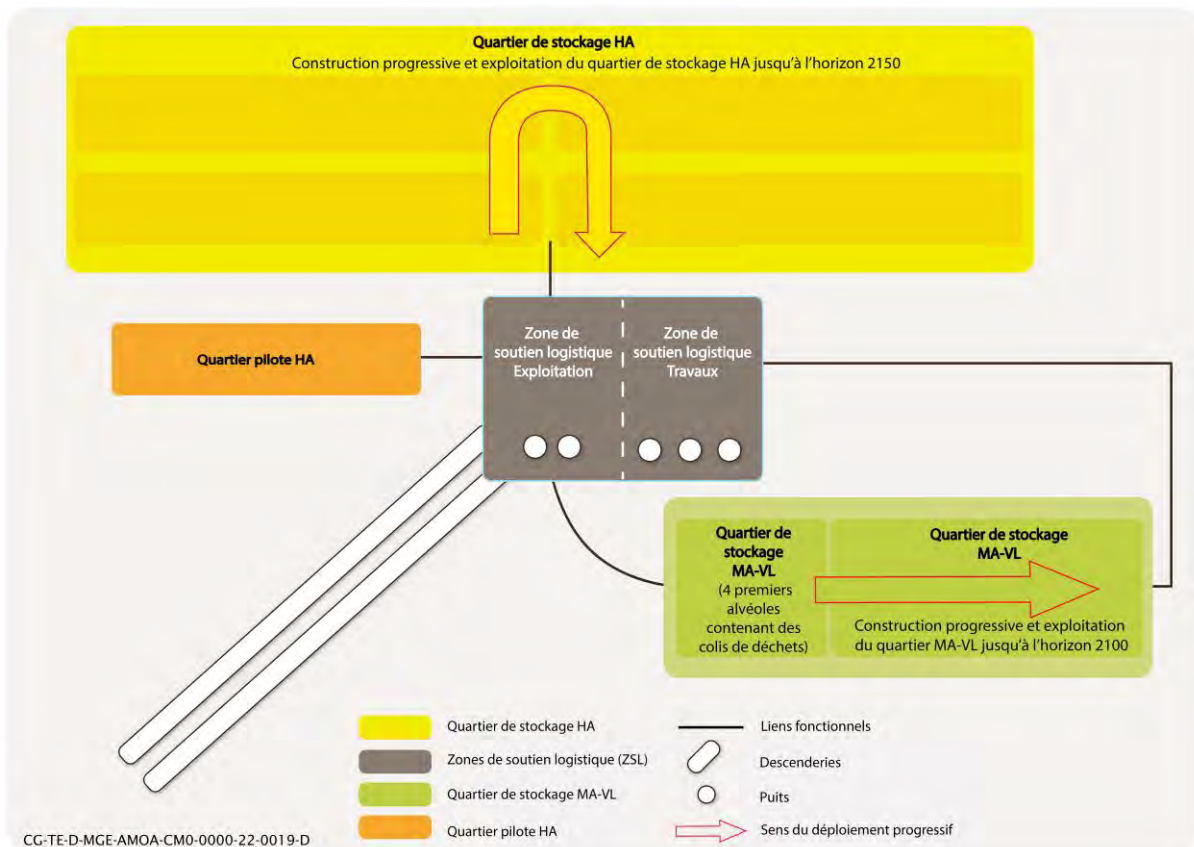 Quartier de stockage HA
Construction progressive et exploitation du quartier de stockage HA jusqu'à l'horizon 2150
Quartier pilote HA
Zone de
soutien logistique
Exploitation
Zone de
soutien logistique
Travaux
Quartier de
stockage
MA-VL
(4 premiers
alvéoles
contenant des
colis de déchets)
Quartier de stockage
MA-VL
Construction progressive et exploitation
du quartier MA-VL jusqu'à l'horizon 2100
Quartier de stockage HA
Zones de soutien logistique (ZSL)
Quartier de stockage MA-VL
Quartier pilote HA
Liens fonctionnels
Descenderies
Puits
Sens du déploiement progressif
CG-TE-D-MGE-AMOA-CM0-0000-22-0019-D